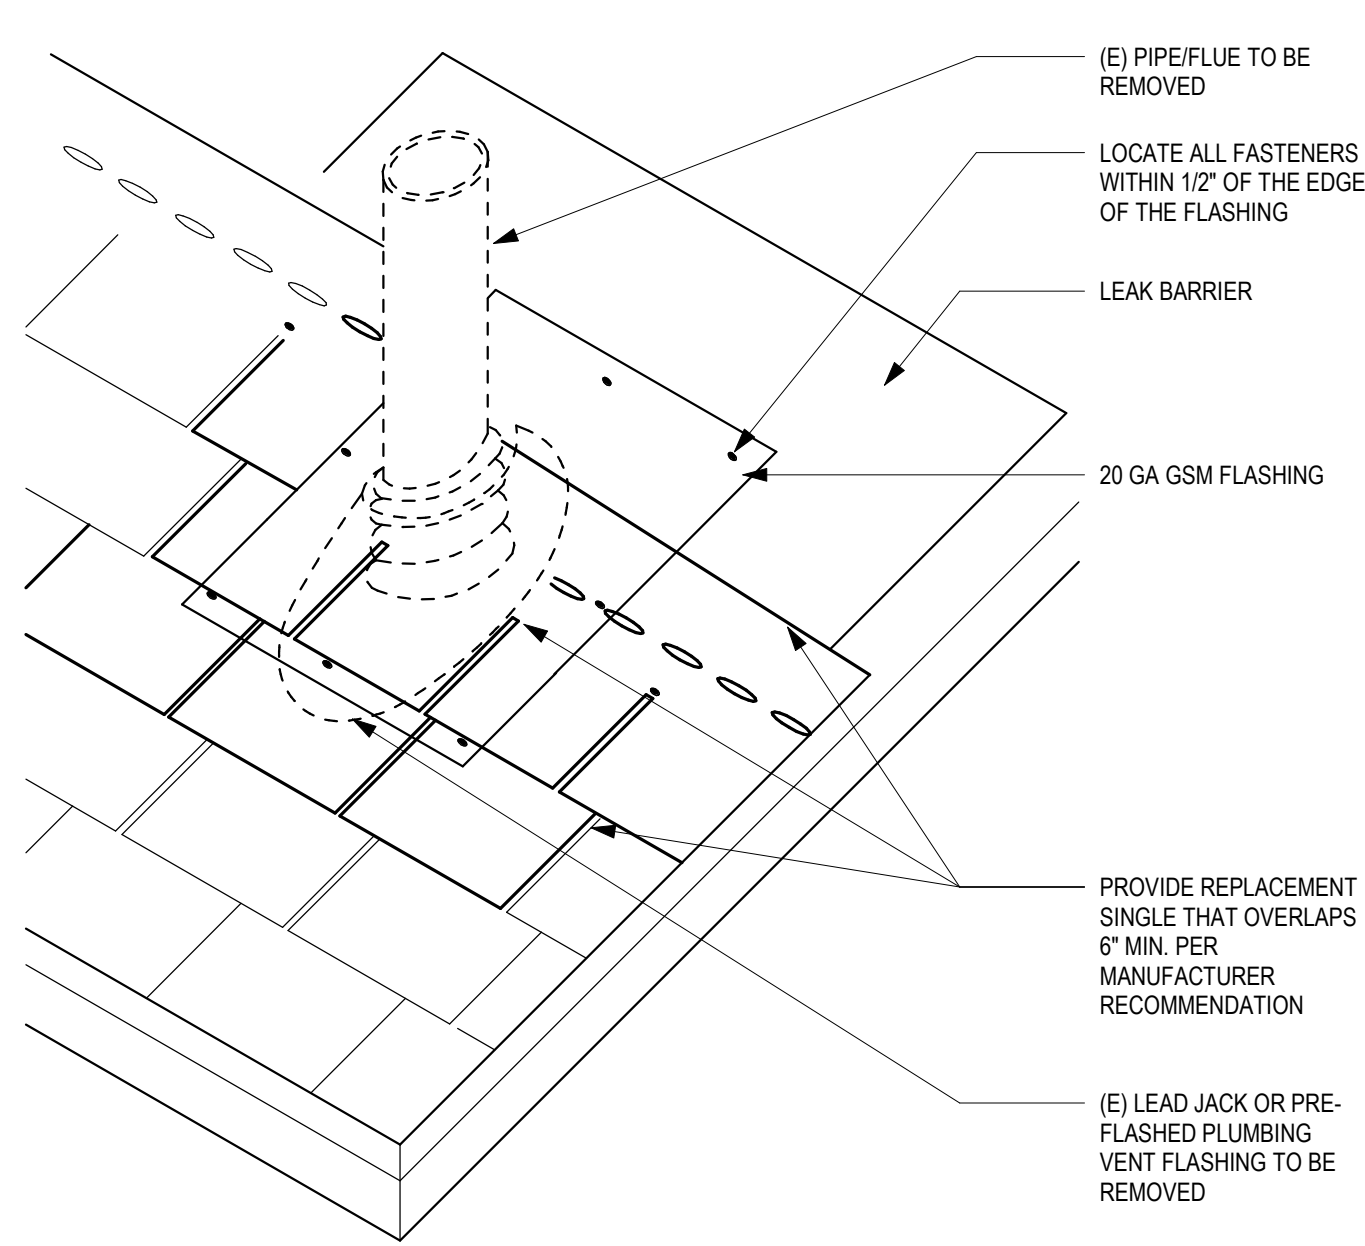 (E) PIPE/FLUE TO BE
REMOVED
LOCATE ALL FASTENERS
WITHIN 1/2" OF THE EDGE
OF THE FLASHING
LEAK BARRIER
20 GA GSM FLASHING
PROVIDE REPLACEMENT
SINGLE THAT OVERLAPS
6" MIN. PER
MANUFACTURER
RECOMMENDATION
(E) LEAD JACK OR PRE-
FLASHED PLUMBING
VENT FLASHING TO BE
REMOVED